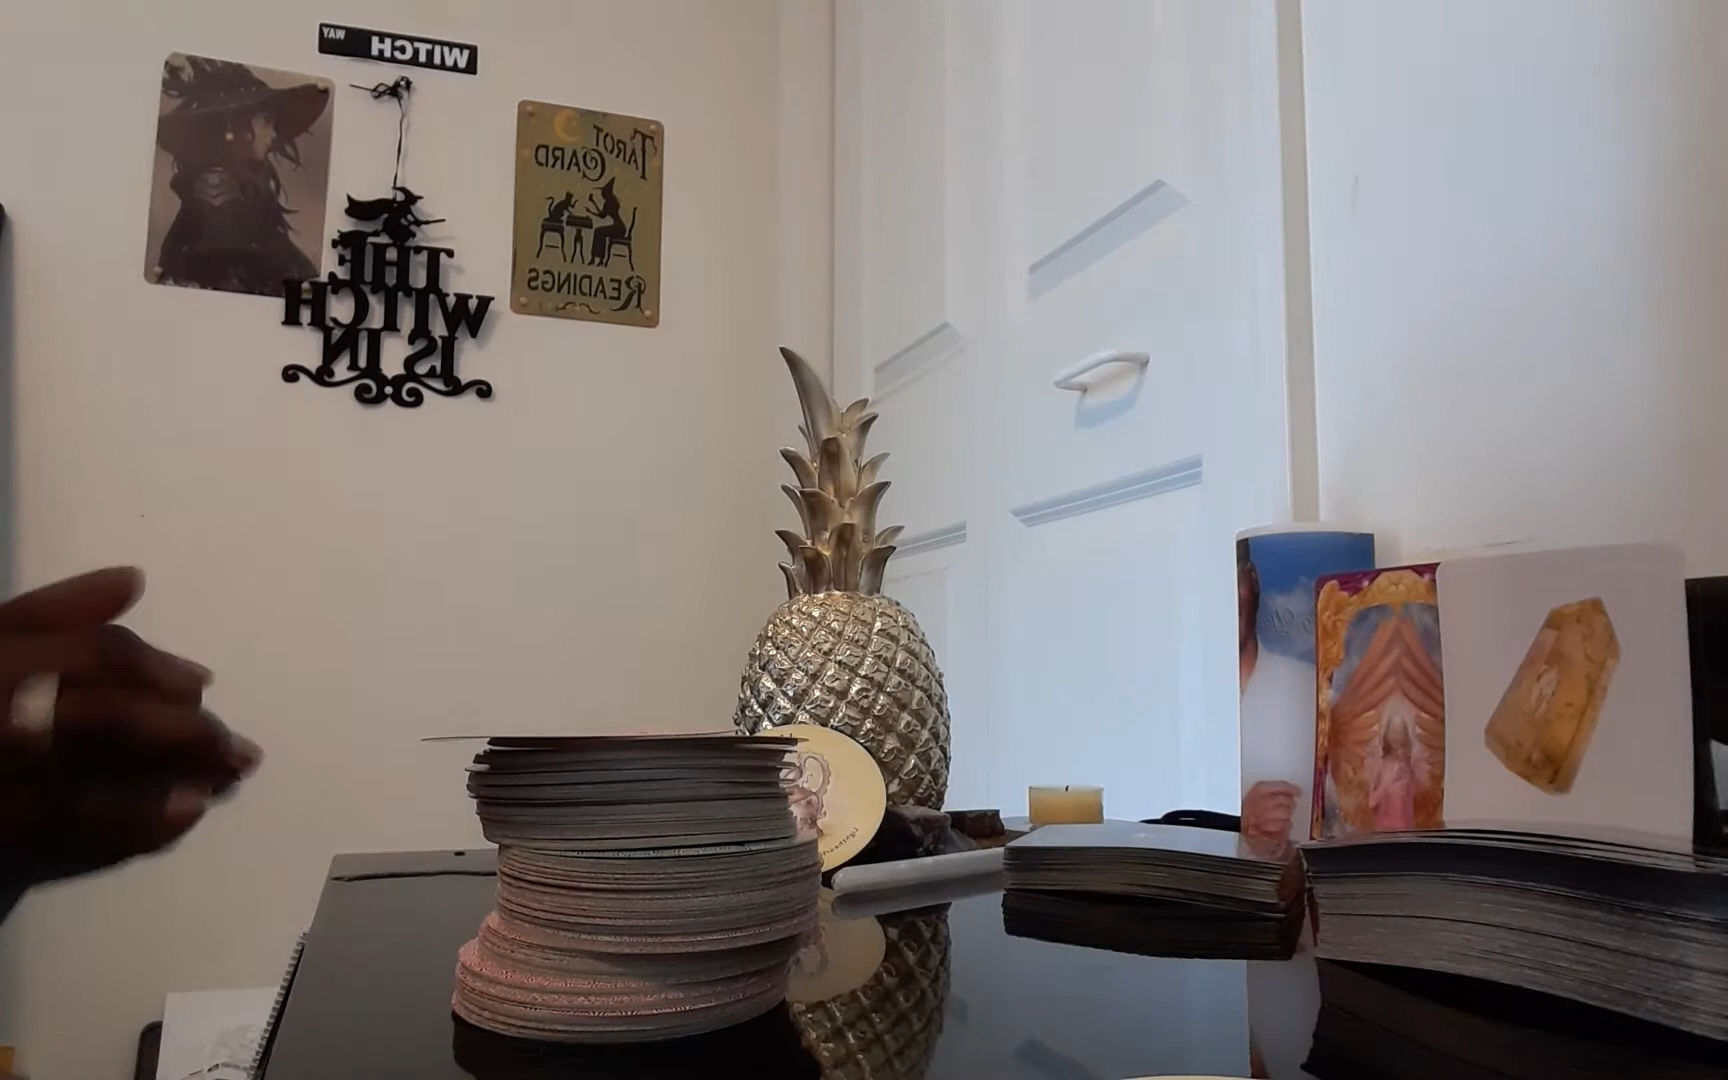 WITCH WAY
THE
WITCH
IS IN
TAROT
CARD
READINGS